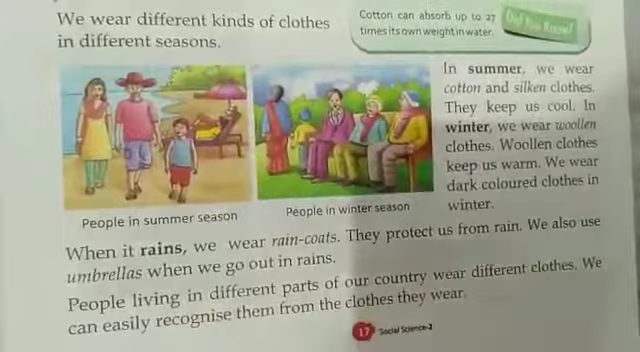 We wear different kinds of clothes
in different seasons.
Cotton can absorb up to 27
times its own weight in water.
Did You Know?
In summer, we wear
cotton and silken clothes.
They keep us cool. In
winter, we wear woollen
clothes. Woollen clothes
keep us warm. We wear
dark coloured clothes in
winter.
People in summer season
People in winter season
When it rains, we wear rain-coats. They protect us from rain. We also use
umbrellas when we go out in rains.
People living in different parts of our country wear different clothes. We
can easily recognise them from the clothes they wear.
17 Social Science-2